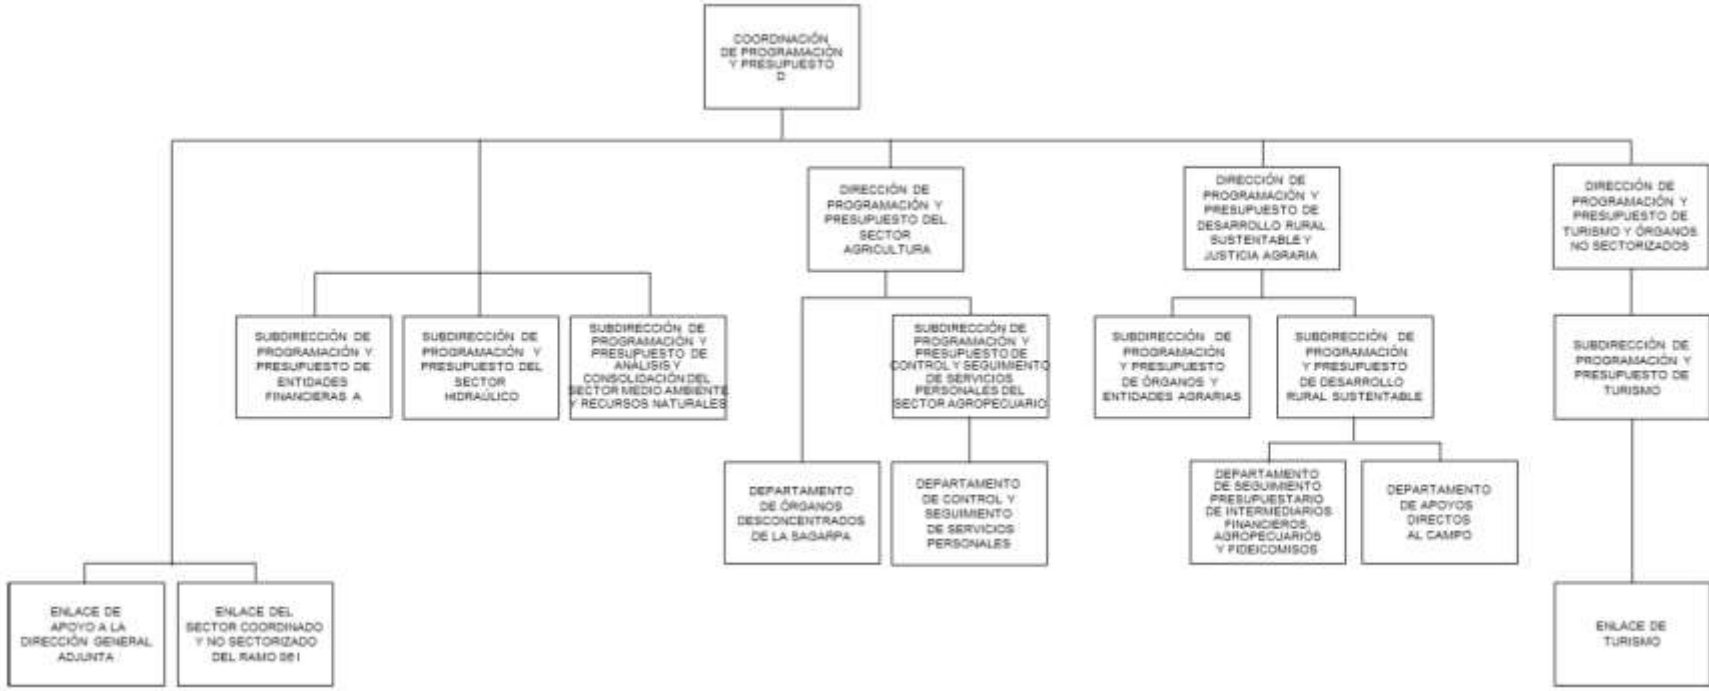 COORDINACIÓN
DE PROGRAMACIÓN
Y PRESUPUESTO
D
DIRECCIÓN DE
PROGRAMACIÓN Y
PRESUPUESTO DEL
SECTOR
AGRICULTURA
DIRECCIÓN DE
PROGRAMACIÓN Y
PRESUPUESTO DE
DESARROLLO RURAL
SUSTENTABLE Y
JUSTICIA AGRARIA
DIRECCIÓN DE
PROGRAMACIÓN Y
PRESUPUESTO DE
TURISMO Y ÓRGANOS
NO SECTORIZADOS
SUBDIRECCIÓN DE
PROGRAMACIÓN Y
PRESUPUESTO DE
ENTIDADES
FINANCIERAS A
SUBDIRECCIÓN DE
PROGRAMACIÓN Y
PRESUPUESTO DEL
SECTOR
HIDRAÚLICO
SUBDIRECCIÓN DE
PROGRAMACIÓN Y
PRESUPUESTO DE
ANÁLISIS Y
CONSOLIDACIÓN DEL
SECTOR MEDIO AMBIENTE
Y RECURSOS NATURALES
SUBDIRECCIÓN DE
PROGRAMACIÓN Y
PRESUPUESTO DE
CONTROL Y SEGUIMIENTO
DE SERVICIOS
PERSONALES DEL
SECTOR AGROPECUARIO
SUBDIRECCIÓN DE
PROGRAMACIÓN
Y PRESUPUESTO
DE ÓRGANOS Y
ENTIDADES AGRARIAS
SUBDIRECCIÓN DE
PROGRAMACIÓN
Y PRESUPUESTO
DE DESARROLLO
RURAL SUSTENTABLE
SUBDIRECCIÓN DE
PROGRAMACIÓN Y
PRESUPUESTO DE
TURISMO
DEPARTAMENTO
DE ÓRGANOS
DESCONCENTRADOS
DE LA SAGARPA
DEPARTAMENTO
DE CONTROL Y
SEGUIMIENTO
DE SERVICIOS
PERSONALES
DEPARTAMENTO
DE SEGUIMIENTO
PRESUPUESTARIO
DE INTERMEDIARIOS
FINANCIEROS,
AGROPECUARIOS
Y FIDEICOMISOS
DEPARTAMENTO
DE APOYOS
DIRECTOS
AL CAMPO
ENLACE DE
APOYO A LA
DIRECCIÓN GENERAL
ADJUNTA
ENLACE DEL
SECTOR COORDINADO
Y NO SECTORIZADO
DEL RAMO
ENLACE DE
TURISMO